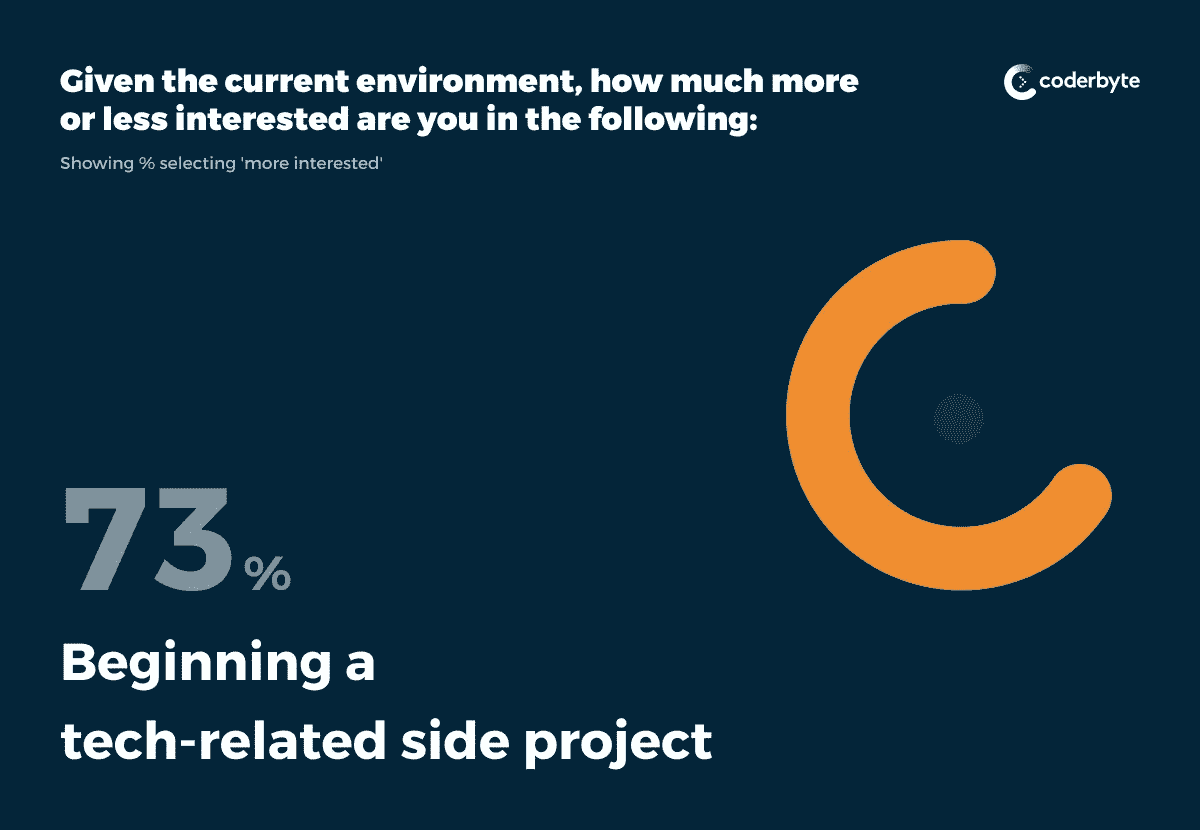 Given the current environment, how much more
or less interested are you in the following:
coderbyte
Showing % selecting 'more interested'
73%
Beginning a
tech-related side project